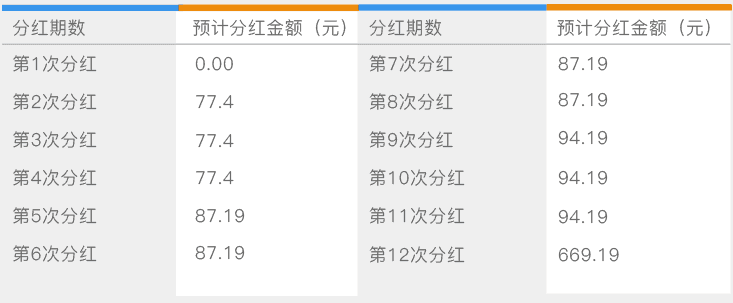 分红期数 预计分红金额（元） 分红期数 预计分红金额（元）
第1次分红 0.00 第7次分红 87.19
第2次分红 77.4 第8次分红 87.19
第3次分红 77.4 第9次分红 94.19
第4次分红 77.4 第10次分红 94.19
第5次分红 87.19 第11次分红 94.19
第6次分红 87.19 第12次分红 669.19